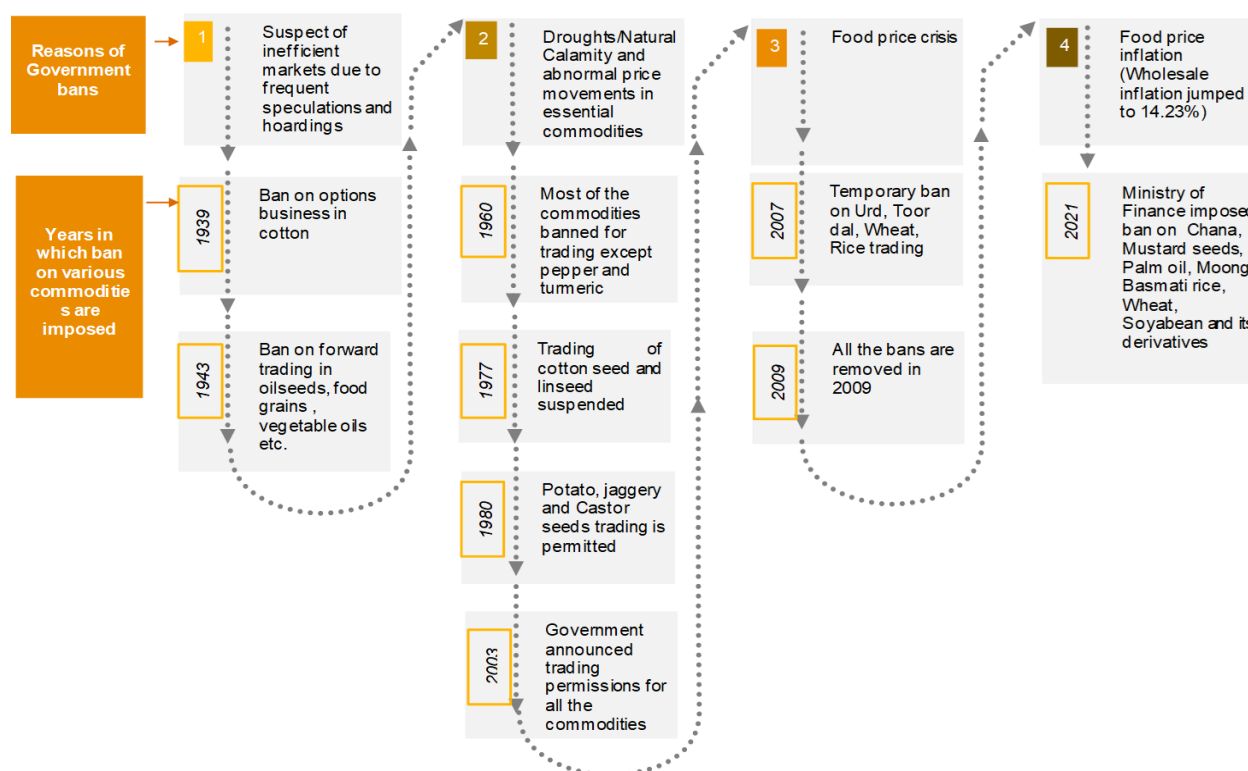 Reasons of
Government
bans
1
Suspect of
inefficient
markets due to
frequent
speculations and
hoardings
Years in
which ban
on various
commoditie
s are
imposed
1939
Ban on options
business in
cotton
1943
Ban on forward
trading in
oilseeds, food
grains ,
vegetable oils
etc.
2
Droughts/Natural
Calamity and
abnormal price
movements in
essential
commodities
1960
Most of the
commodities
banned for
trading except
pepper and
turmeric
1977
Trading of
cotton seed and
linseed
suspended
1980
Potato, jaggery
and Castor
seeds trading is
permitted
2003
Government
announced
trading
permissions for
all the
commodities
3
Food price crisis
2007
Temporary ban
on Urd, Toor
dal, Wheat,
Rice trading
2009
All the bans are
removed in
2009
4
Food price
inflation
(Wholesale
inflation jumped
to 14.23%)
2021
Ministry of
Finance imposed
ban on Chana,
Mustard seeds,
Palm oil, Moong
Basmati rice,
Wheat,
Soyabean and its
derivatives